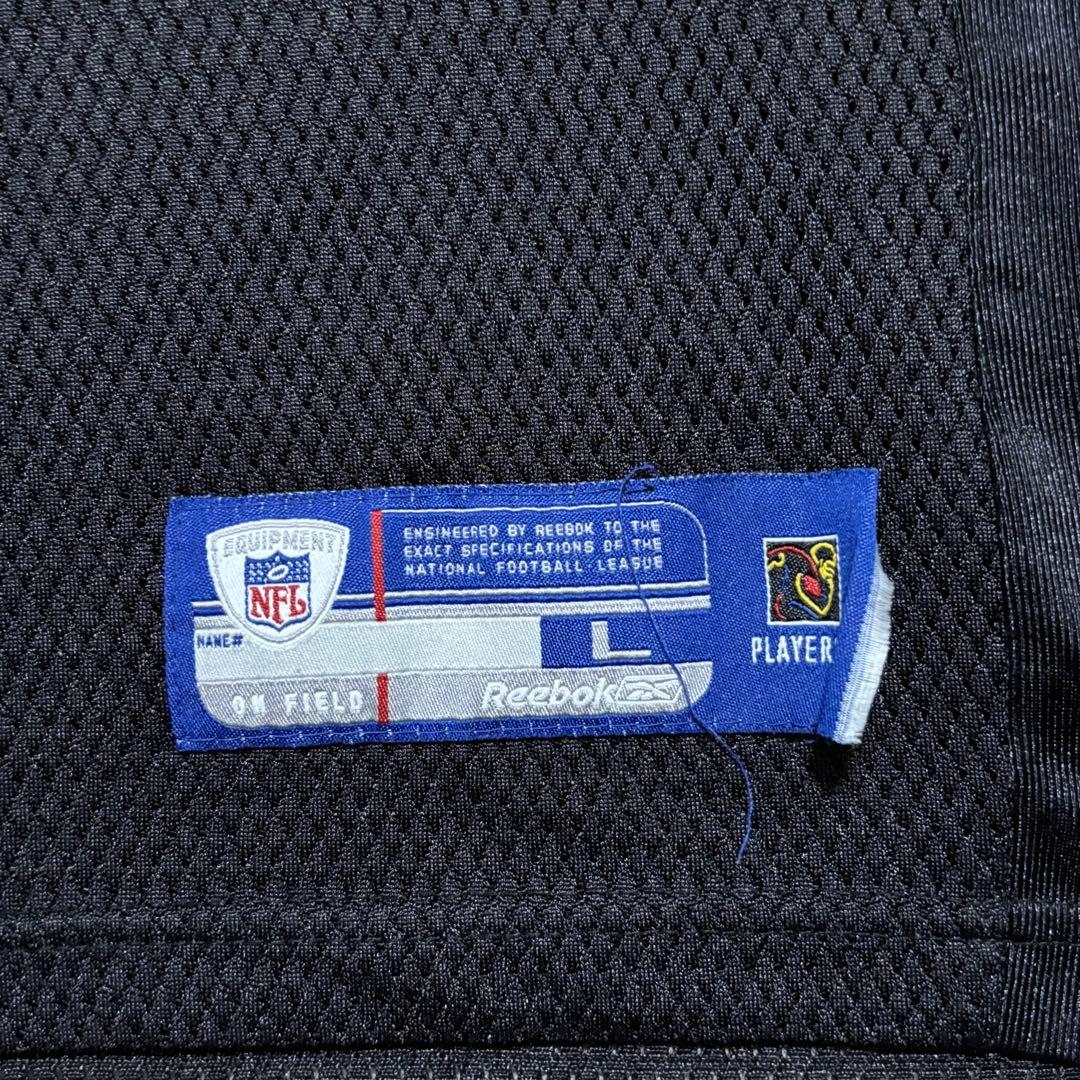 EQUIPMENT
NFL
ENGINEERED BY REEBOK TO THE
EXACT SPECIFICATIONS OF THE
NATIONAL FOOTBALL LEAGUE
NAME#
L
ON FIELD
Reebok
PLAYER